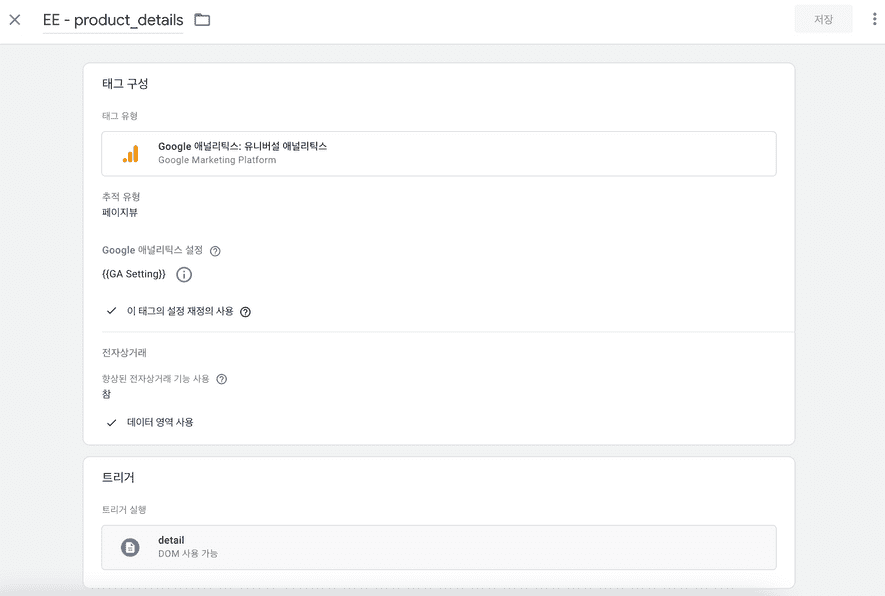 EE - product_details
저장
태그 구성
태그 유형
Google 애널리틱스: 유니버설 애널리틱스
Google Marketing Platform
추적 유형
페이지뷰
Google 애널리틱스 설정
{{GA Setting}}
이 태그의 설정 재정의 사용
전자상거래
향상된 전자상거래 기능 사용
참
데이터 영역 사용
트리거
트리거 실행
detail
DOM 사용 가능